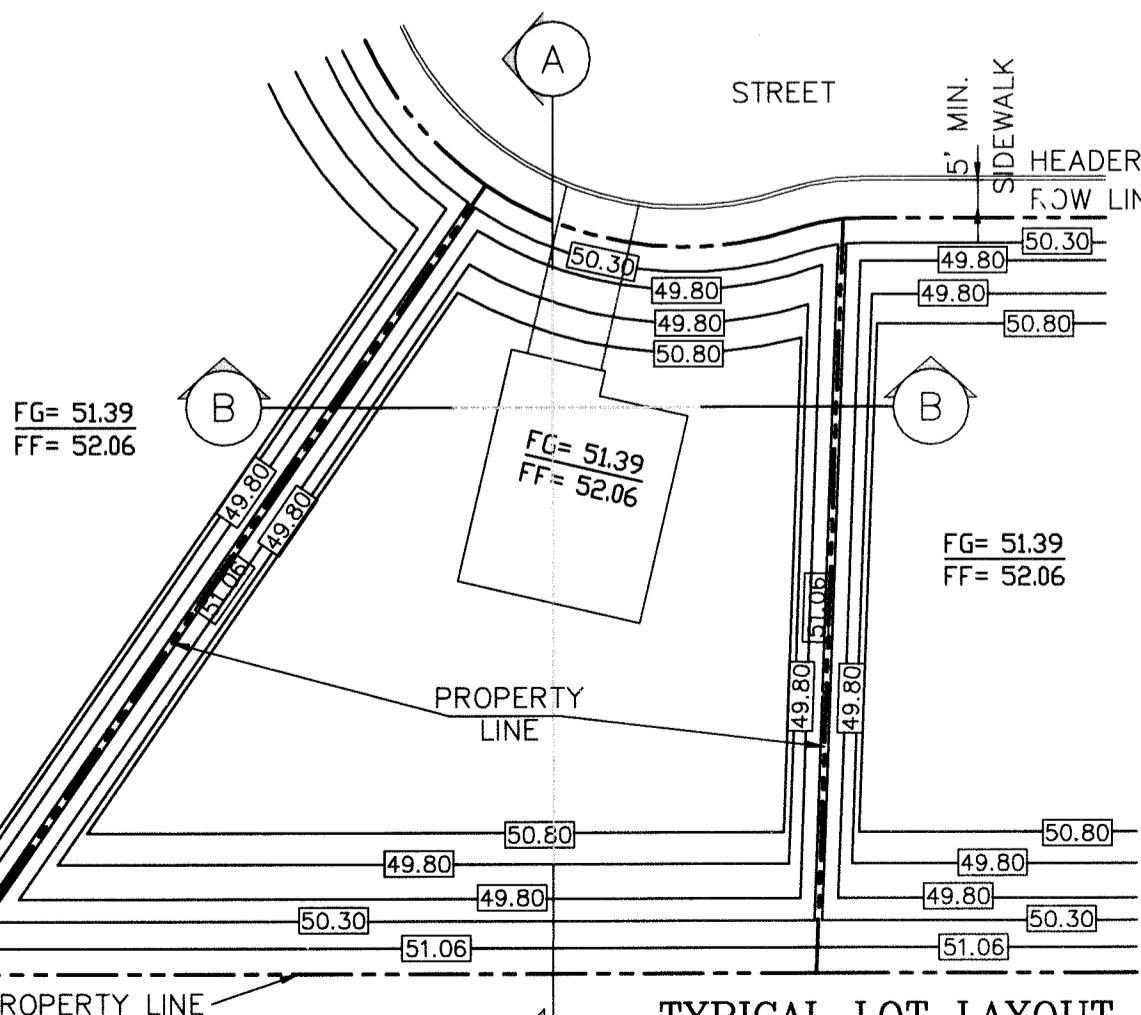 A
STREET
5' MIN.
SIDEWALK
HEADER
ROW LIN
50.30
50.30
49.80
49.80
49.80
49.80
50.80
50.80
B
B
FG= 51.39
FF= 52.06
FG= 51.39
FF= 52.06
FG= 51.39
FF= 52.06
49.80
49.80
51.06
51.06
49.80
49.80
PROPERTY
LINE
50.80
50.80
49.80
49.80
49.80
49.80
50.30
50.30
51.06
51.06
ROPERTY LINE
TYPICAL LOT LAYOUT